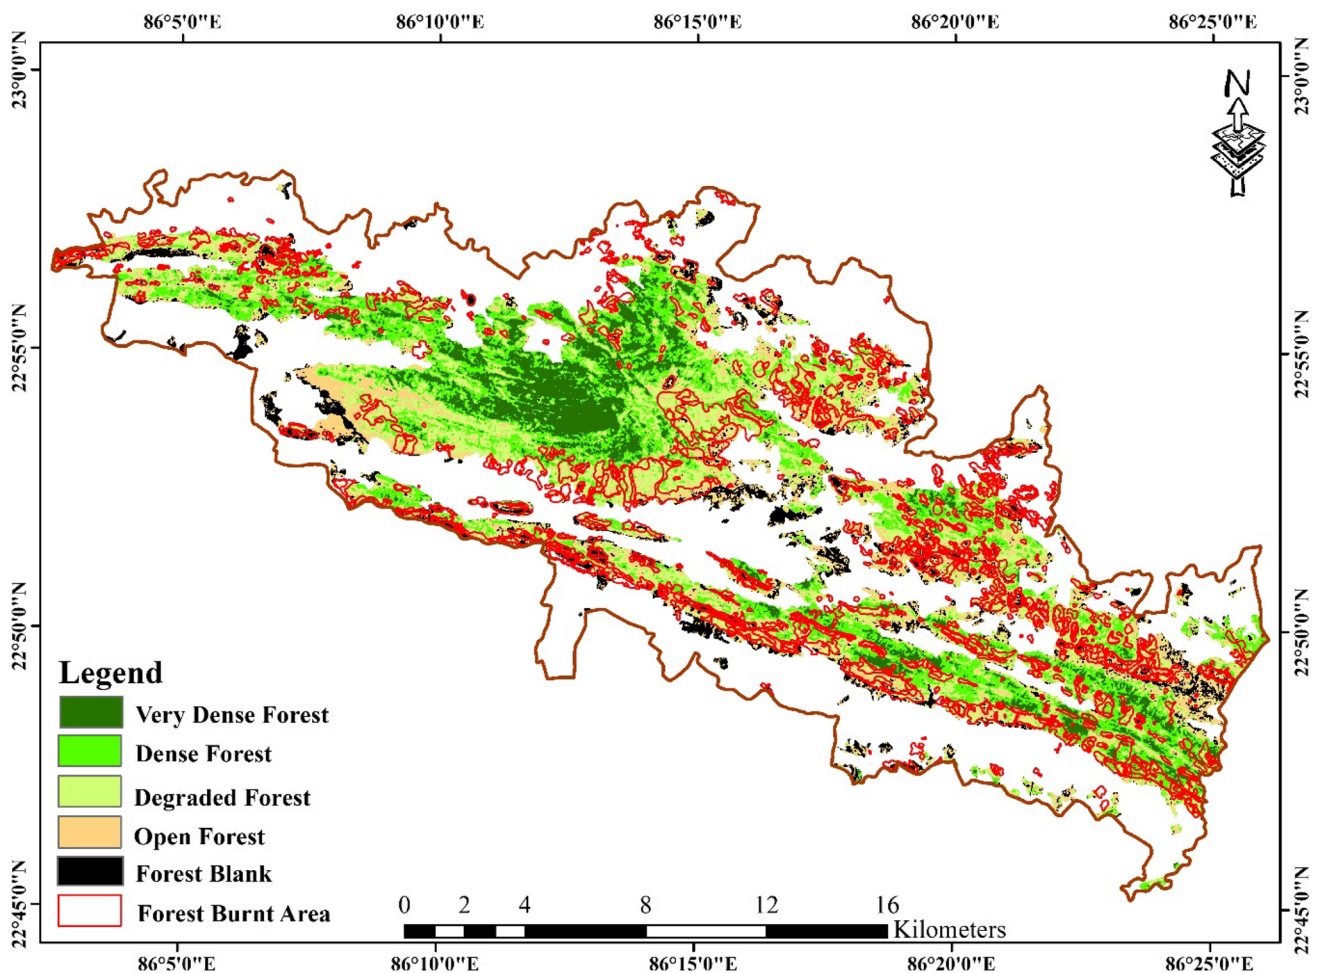 86°5'0"E 86°10'0"E 86°15'0"E 86°20'0"E 86°25'0"E
23°0'0"N
23°0'0"N
N
22°55'0"N
22°55'0"N
22°50'0"N
22°50'0"N
Legend
Very Dense Forest
Dense Forest
Degraded Forest
Open Forest
Forest Blank
Forest Burnt Area
0 2 4 8 12 16
Kilometers
22°45'0"N
22°45'0"N
86°5'0"E 86°10'0"E 86°15'0"E 86°20'0"E 86°25'0"E